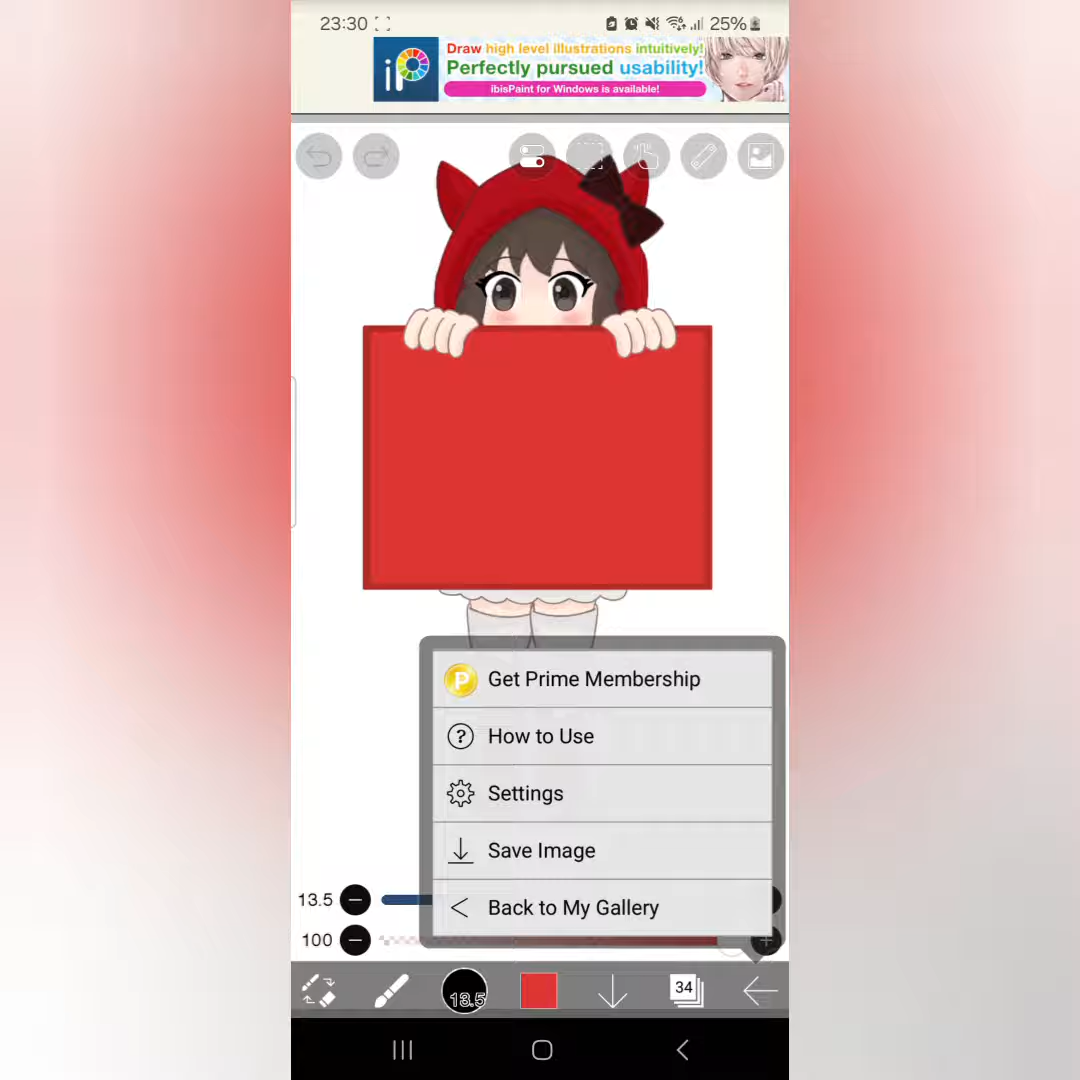 23:30
25%
iP
Draw high level illustrations intuitively!
Perfectly pursued usability!
ibisPaint for Windows is available!
P Get Prime Membership
? How to Use
Settings
Save Image
< Back to My Gallery
13.5
100
13.5
34